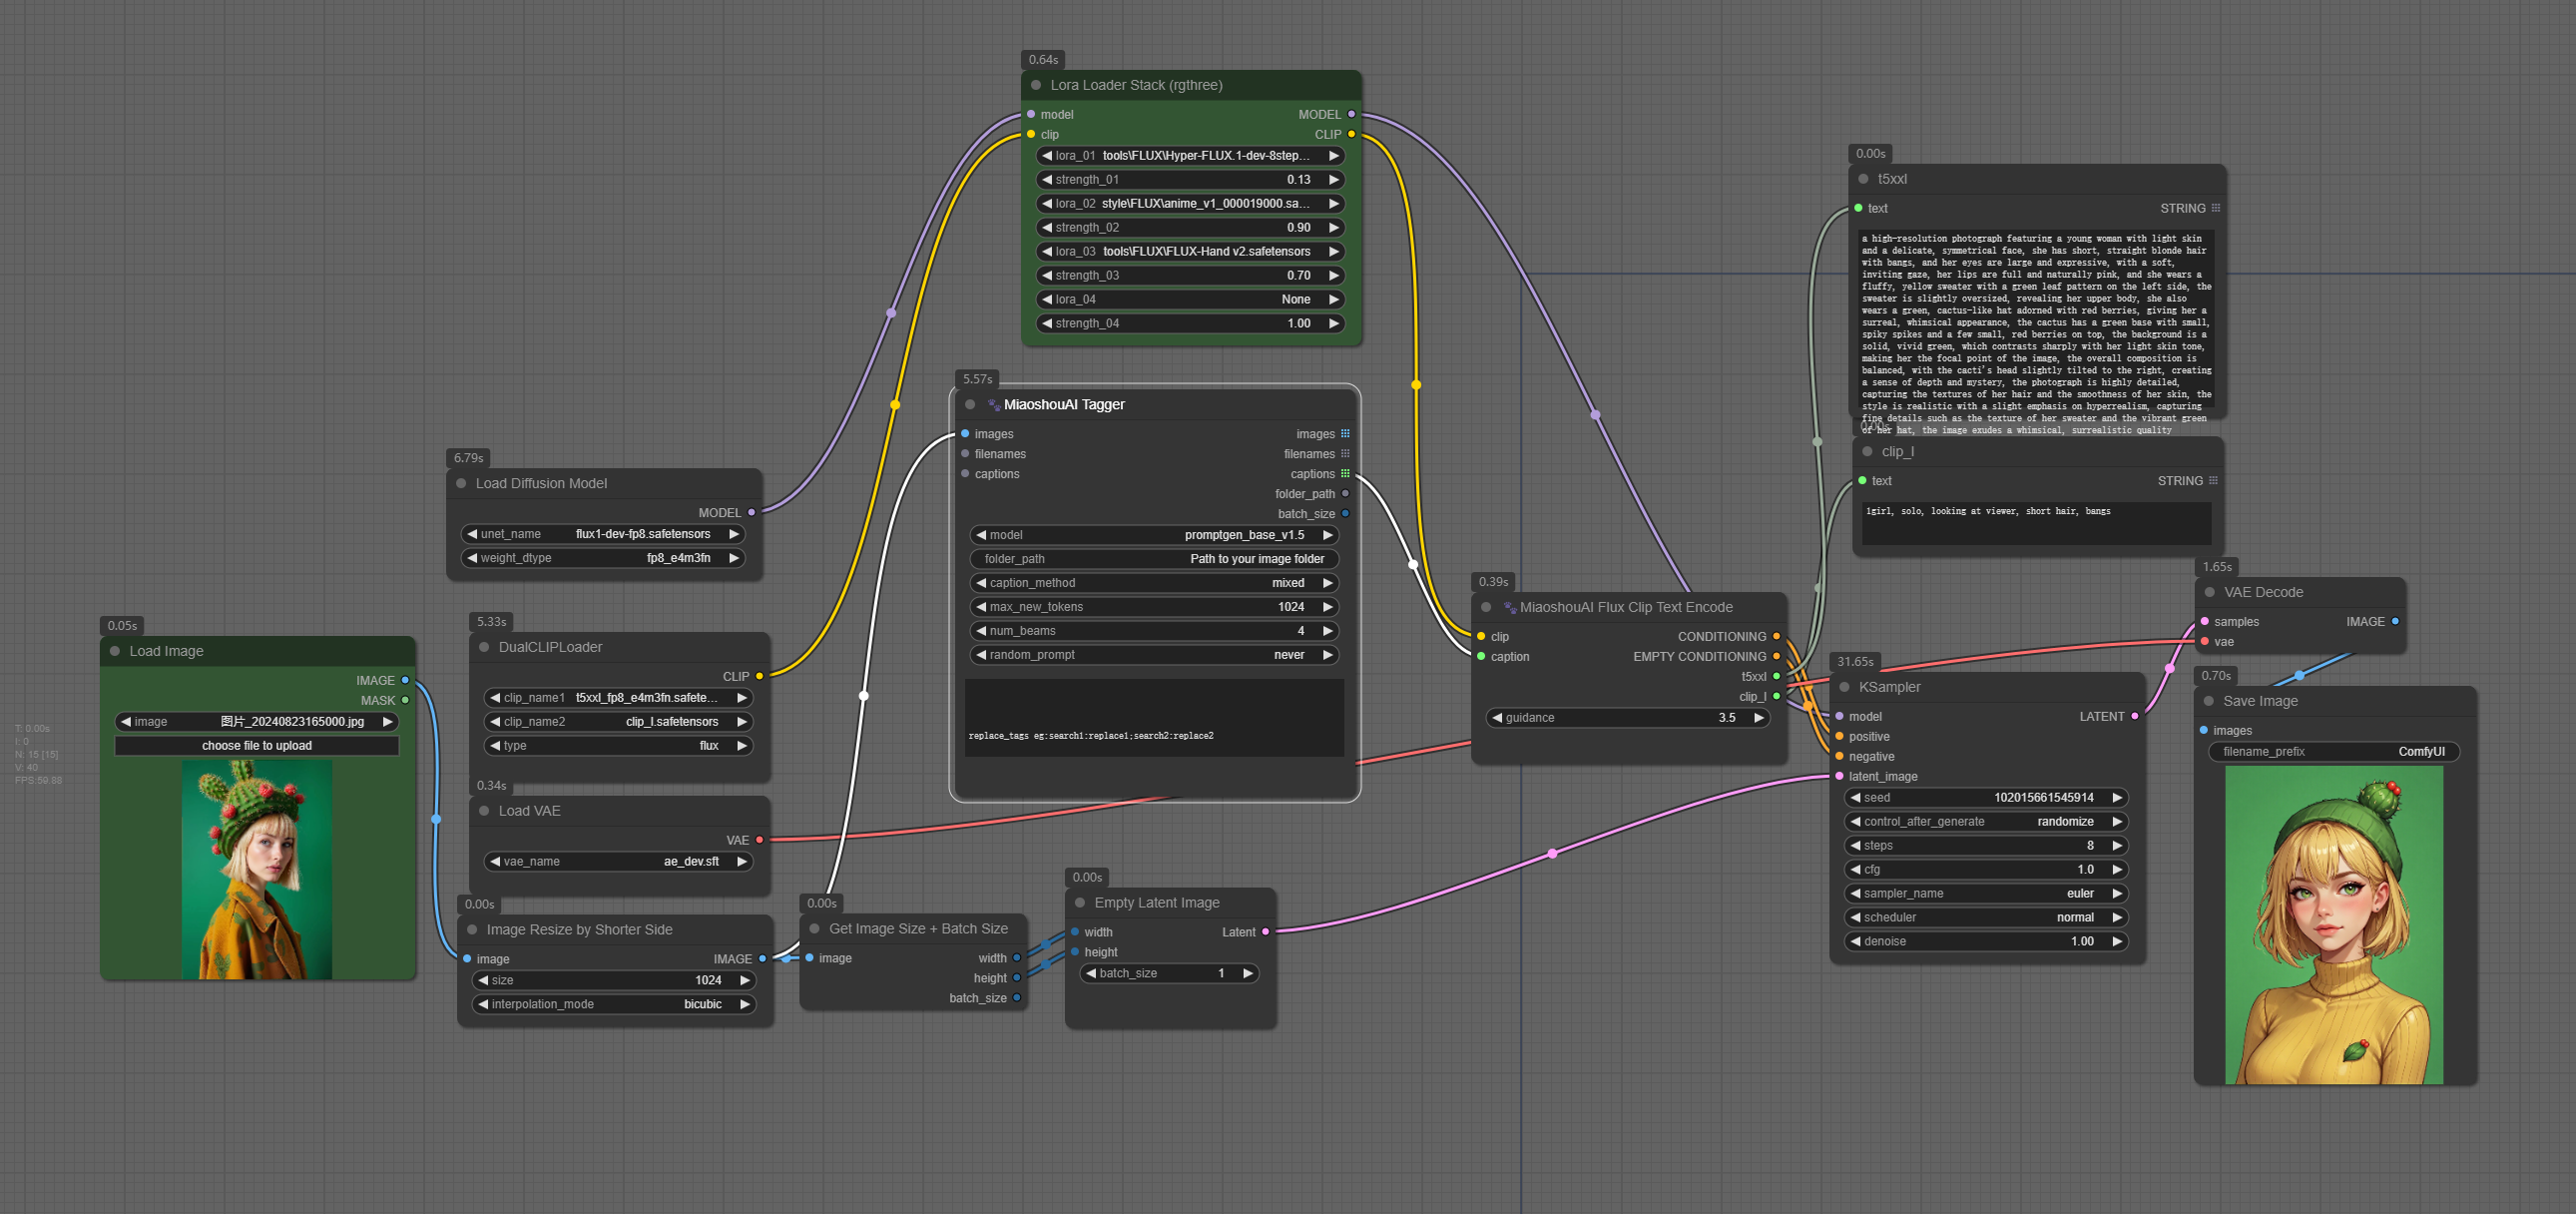 0.64s
Lora Loader Stack (rgthree)
model MODEL
clip CLIP
lora_01 tools\FLUX\Hyper-FLUX.1-dev-8step...
strength_01 0.13
lora_02 style\FLUX\anime_v1_000019000.sa...
strength_02 0.90
lora_03 tools\FLUX\FLUX-Hand v2.safetensors
strength_03 0.70
lora_04 None
strength_04 1.00
0.00s
t5xxl
text STRING
a high-resolution photograph featuring a young woman with light skin
and a delicate, symmetrical face, she has short, straight blonde hair
with bangs, and her eyes are large and expressive, with a soft,
inviting gaze, her lips are full and naturally pink, and she wears a
fluffy, yellow sweater with a green leaf pattern on the left side, the
sweater is slightly oversized, revealing her upper body, she also
wears a green, cactus-like hat adorned with red berries, giving her a
surreal, whimsical appearance, the cactus has a green base with small,
spiky spikes and a few small, red berries on top, the background is a
solid, vivid green, which contrasts sharply with her light skin tone,
making her the focal point of the image, the overall composition is
balanced, with the cacti's head slightly tilted to the right, creating
a sense of depth and mystery, the photograph is highly detailed,
capturing the textures of her hair and the smoothness of her skin, the
style is realistic with a slight emphasis on hyperrealism, capturing
fine details such as the texture of her sweater and the vibrant green
of her hat, the image exudes a whimsical, surrealistic quality
clip_l
text STRING
1girl, solo, looking at viewer, short hair, bangs
5.57s
MiaoshouAI Tagger
images images
filenames filenames
captions captions
folder_path
batch_size
model promptgen_base_v1.5
folder_path Path to your image folder
caption_method mixed
max_new_tokens 1024
num_beams 4
random_prompt never
replace_tags eg:search1:replace1;search2:replace2
6.79s
Load Diffusion Model
MODEL
unet_name flux1-dev-fp8.safetensors
weight_dtype fp8_e4m3fn
5.33s
DualCLIPLoader
CLIP
clip_name1 t5xxl_fp8_e4m3fn.safete...
clip_name2 clip_l.safetensors
type flux
0.34s
Load VAE
VAE
vae_name ae_dev.sft
0.05s
Load Image
IMAGE
MASK
image 图片_20240823165000.jpg
choose file to upload
T: 0.00s
I: 0
N: 15 [15]
V: 40
FPS:59.88
0.00s
Image Resize by Shorter Side
image IMAGE
size 1024
interpolation_mode bicubic
0.00s
Get Image Size + Batch Size
image width
height
batch_size
0.00s
Empty Latent Image
width Latent
height
batch_size 1
0.39s
MiaoshouAI Flux Clip Text Encode
clip CONDITIONING
caption EMPTY CONDITIONING
t5xxl
clip_l
guidance 3.5
31.65s
KSampler
model LATENT
positive
negative
latent_image
seed 102015661545914
control_after_generate randomize
steps 8
cfg 1.0
sampler_name euler
scheduler normal
denoise 1.00
1.65s
VAE Decode
samples IMAGE
vae
0.70s
Save Image
images
filename_prefix ComfyUI